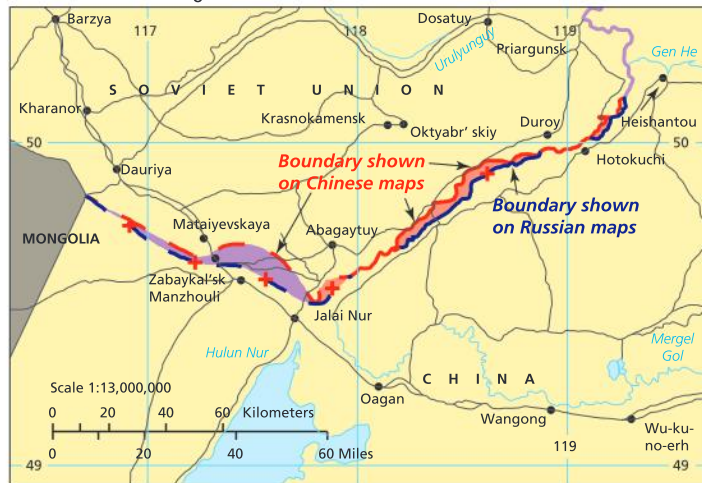 Barzya
117
118
Dosatuy
119
Urulyunguy
Priargunsk
Gen He
SOVIET UNION
Kharanor
Krasnokamensk
Oktyabr' skiy
Duroy
Heishantou
50
50
Hotokuchi
Dauriya
Boundary shown
on Chinese maps
Boundary shown
on Russian maps
Mataiyevskaya
Abagaytuy
MONGOLIA
Zabaykal'sk
Manzhouli
Jalai Nur
Hulun Nur
Mergel
Gol
CHINA
Scale 1:13,000,000
Oagan
0 20 40 60 Kilometers
Wangong
Wu-ku-
no-erh
0 20 40 60 Miles
119
49
49